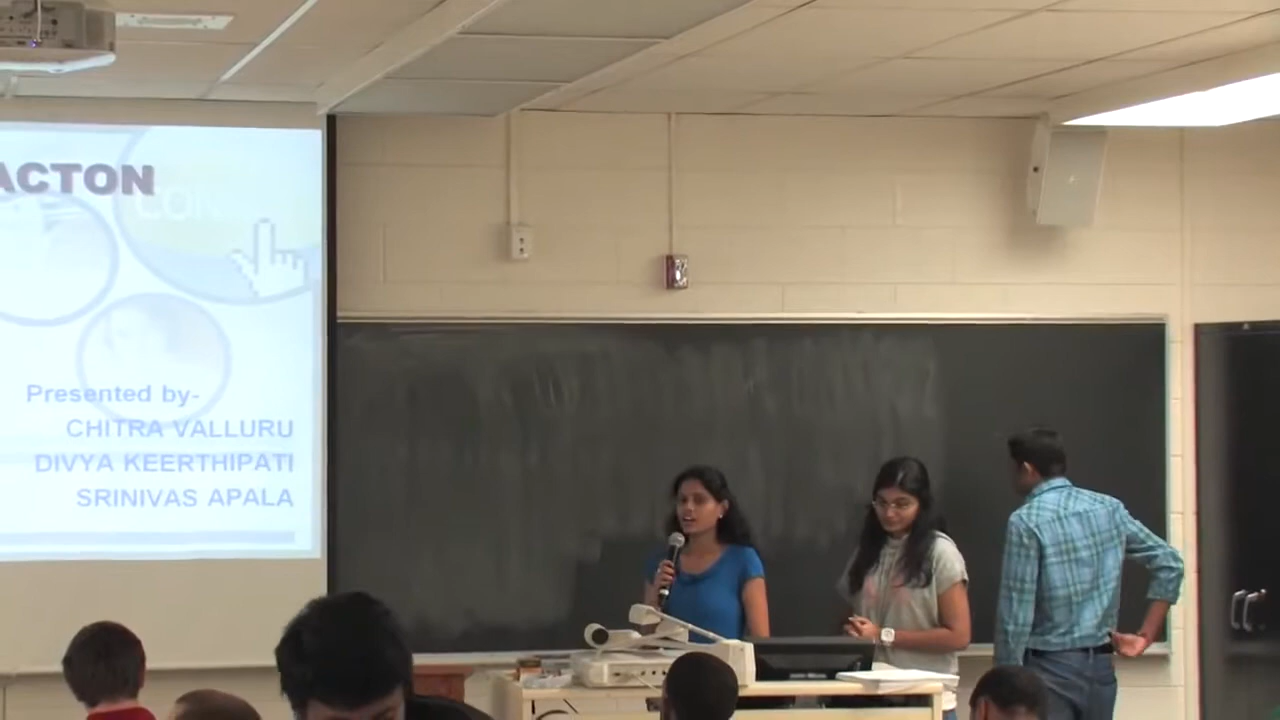 ACTON
Presented by-
CHITRA VALLURU
DIVYA KEERTHIPATI
SRINIVAS APALA